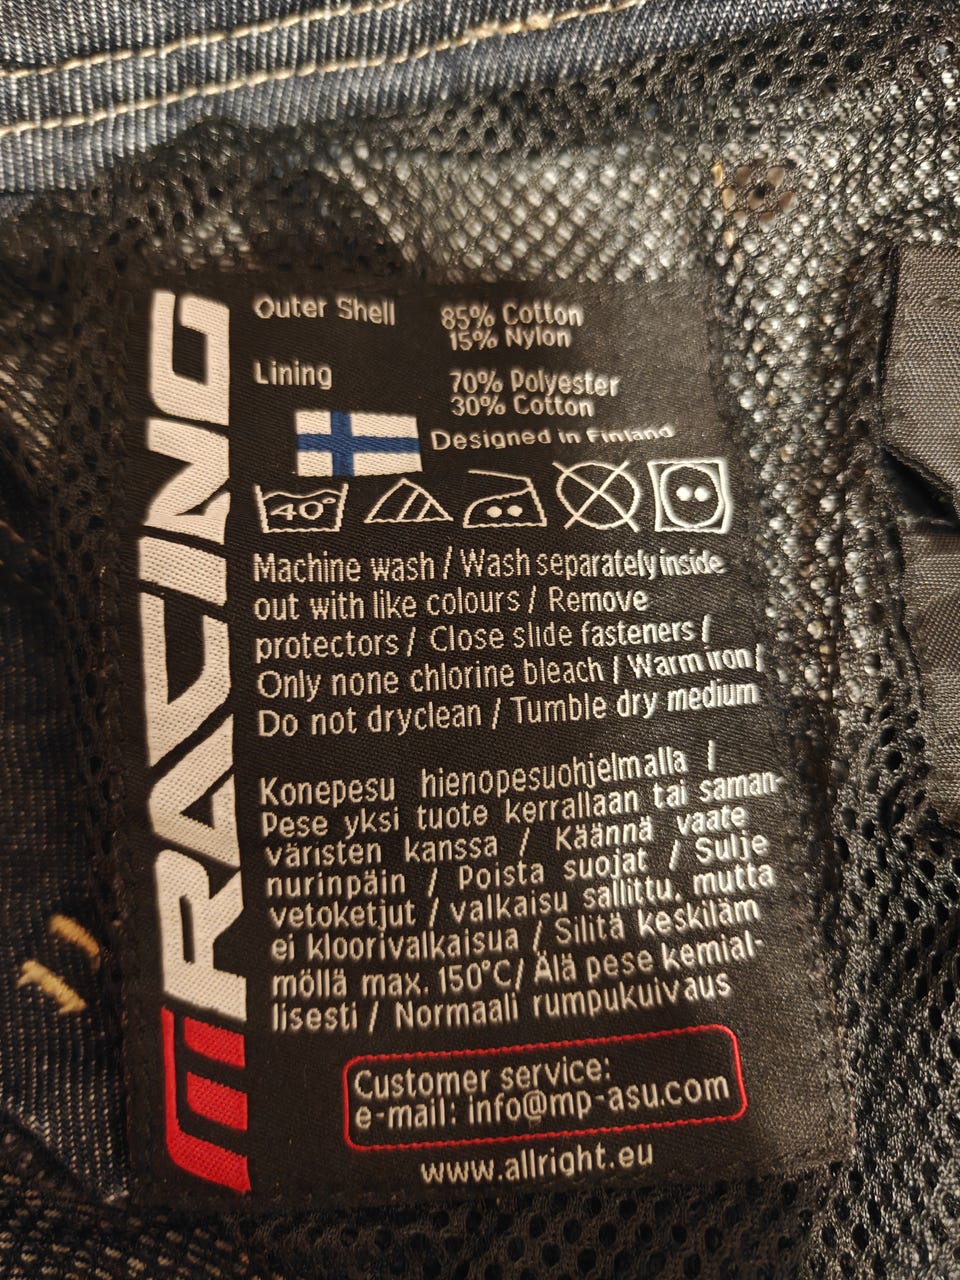 RACING
Outer Shell 85% Cotton
15% Nylon
Lining 70% Polyester
30% Cotton
Designed in Finland
40°
Machine wash / Wash separately inside
out with like colours / Remove
protectors / Close slide fasteners /
Only none chlorine bleach / Warm iron /
Do not dryclean / Tumble dry medium
Konepesu hienopesuohjelmalla /
Pese yksi tuote kerrallaan tai saman-
väristen kanssa / Käännä vaate
nurinpäin / Poista suojat / Sulje
vetoketjut / valkaisu sallittu, mutta
ei kloorivalkaisua / Silitä keskiläm
möllä max. 150°C/ Älä pese kemial-
lisesti / Normaali rumpukuivaus
Customer service:
e-mail: info@mp-asu.com
www.allright.eu